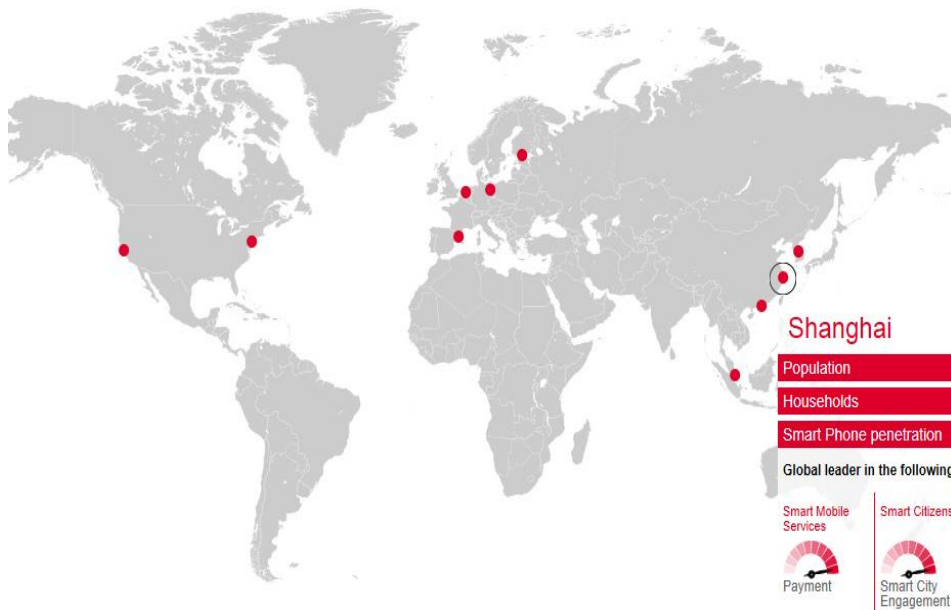 Shanghai
Population
Households
Smart Phone penetration
Global leader in the following
Smart Mobile
Services
Smart Citizens
Payment
Smart City
Engagement